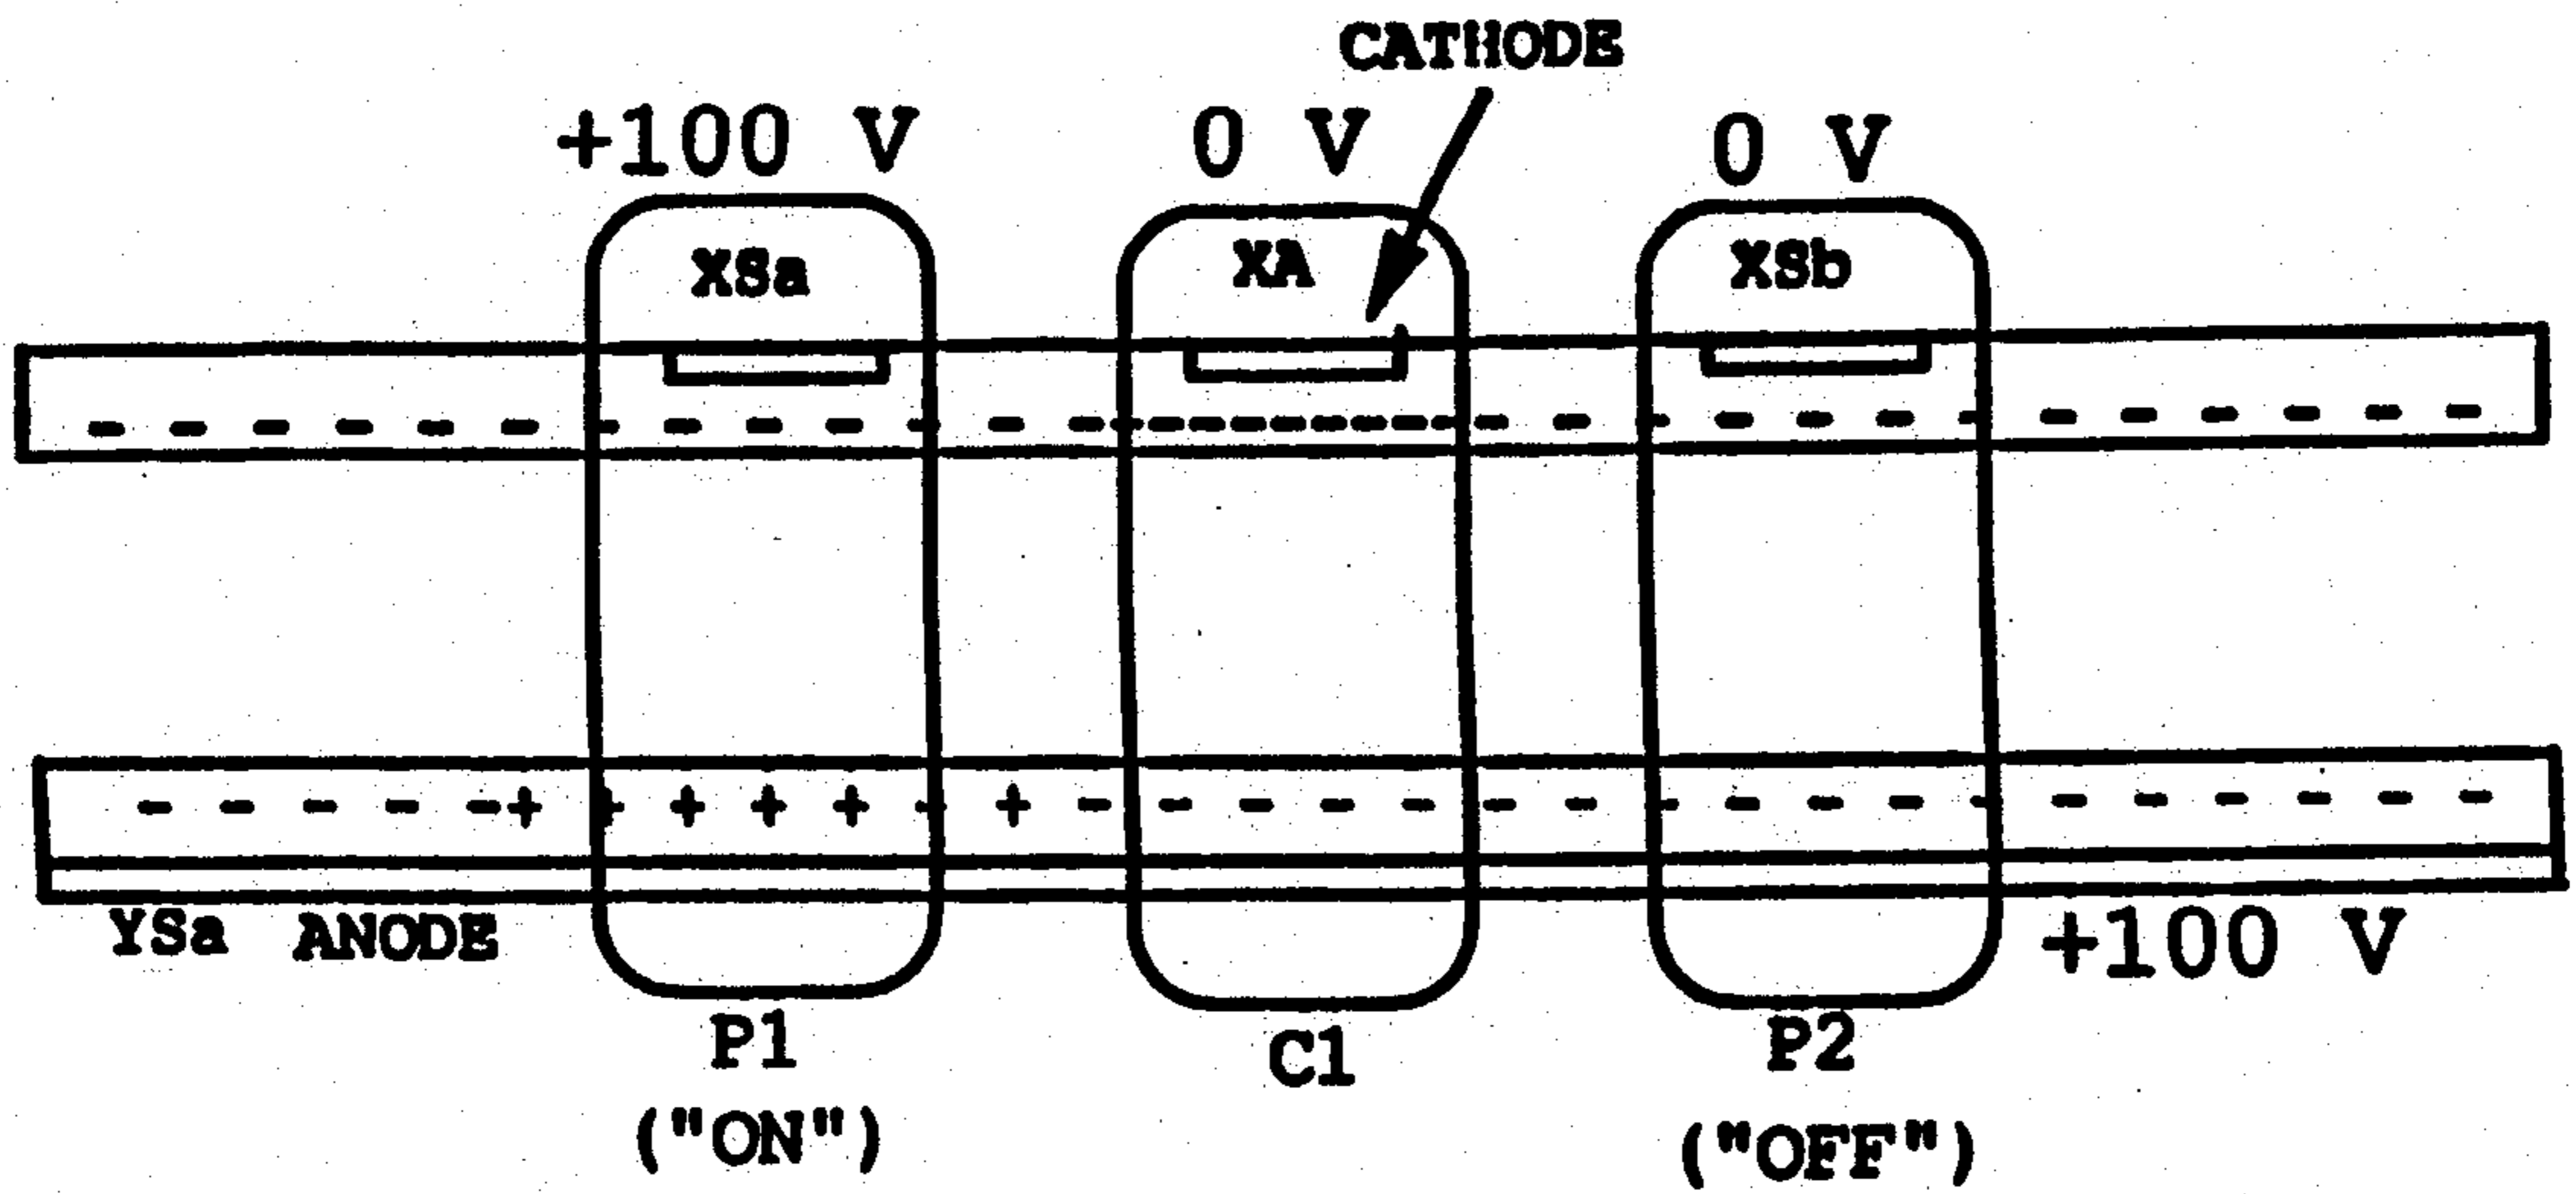 CATHODE
+100 V 0 V 0 V
XSa XA XSb
- - - - - + + + + + + + - - - - - - - - - - - - - - - - - -
YSa ANODE +100 V
P1 C1 P2
("ON") ("OFF")